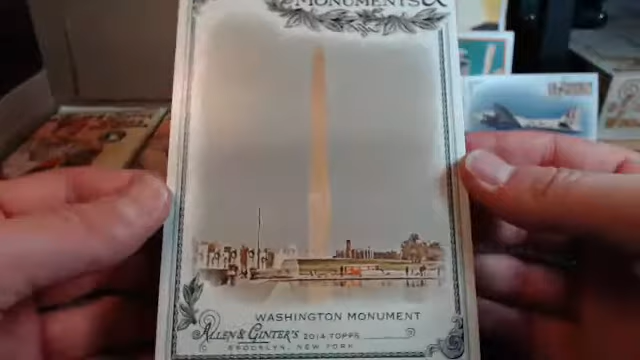 MONUMENTS &
WASHINGTON MONUMENT
ALLEN & GINTER'S 2014 TOPPS
BROOKLYN, NEW YORK